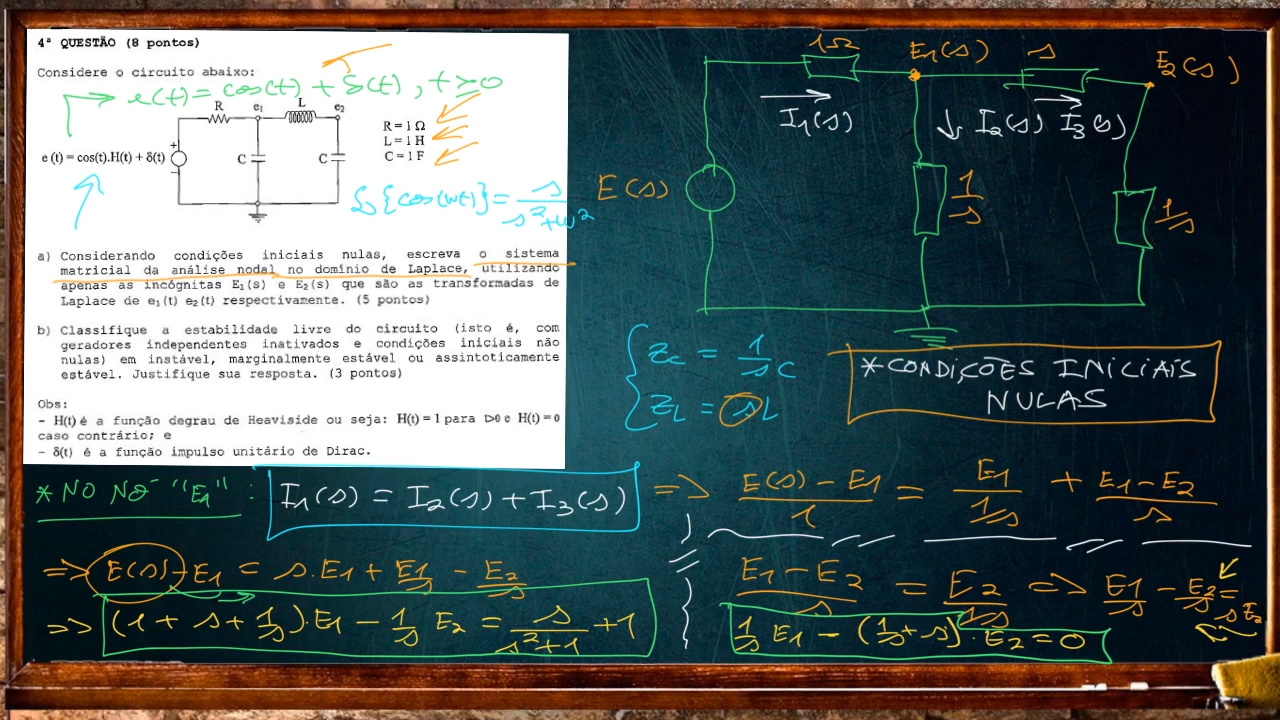 4ª QUESTÃO (8 pontos)
Considere o circuito abaixo:
e(t) = cos(t) + δ(t), t ≥ 0
R e₁ L e₂
R = 1 Ω
L = 1 H
C = 1 F
+
e (t) = cos(t).H(t) + δ(t)
C C
-
ℒ{cos(wt)} = s/(s²+w²)
a) Considerando condições iniciais nulas, escreva o sistema
matricial da análise nodal no domínio de Laplace, utilizando
apenas as incógnitas E₁(s) e E₂(s) que são as transformadas de
Laplace de e₁(t) e₂(t) respectivamente. (5 pontos)
b) Classifique a estabilidade livre do circuito (isto é, com
geradores independentes inativados e condições iniciais não
nulas) em instável, marginalmente estável ou assintoticamente
estável. Justifique sua resposta. (3 pontos)
Obs:
- H(t) é a função degrau de Heaviside ou seja: H(t) = 1 para t>0 e H(t) = 0
caso contrário; e
- δ(t) é a função impulso unitário de Dirac.
1Ω E₁(s) s E₂(s)
I₁(s) I₂(s) I₃(s)
E(s) 1/s 1/s
Zc = 1/sC
ZL = sL
*CONDIÇÕES INICIAIS
NULAS
* NO NÓ "E₁" : I₁(s) = I₂(s) + I₃(s) => (E(s) - E1)/1 = E1/(1/s) + (E1-E2)/s
=> E(s) - E1 = s.E1 + E1/s - E2/s
=> (1 + s + 1/s).E1 - 1/s E2 = s/(s²+1) + 1
(E1-E2)/s = E2/(1/s) => E1/s - E2/s = s E2
1/s E1 - (1/s + s) . E2 = 0